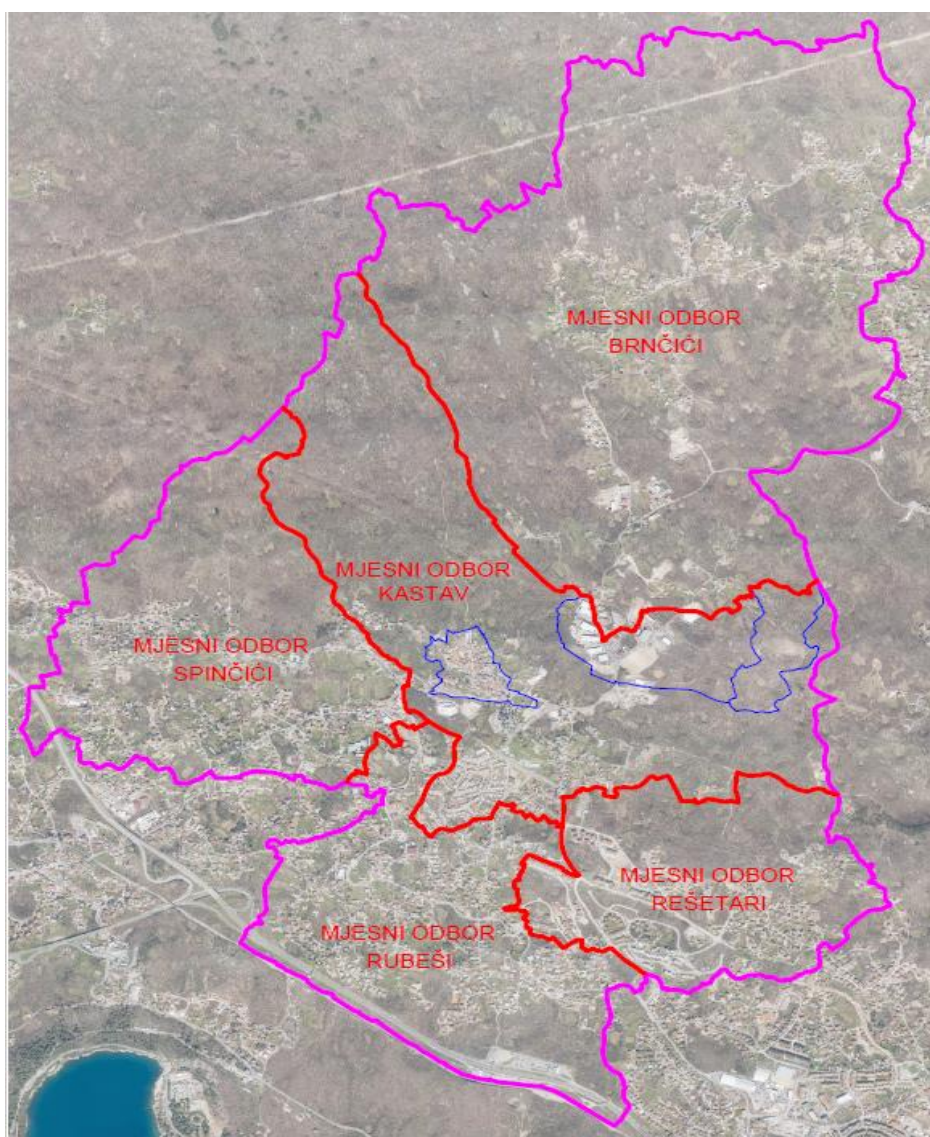 MJESNI ODBOR
BRNČIĆI
MJESNI ODBOR
KASTAV
MJESNI ODBOR
SPINČIĆI
MJESNI ODBOR
REŠETARI
MJESNI ODBOR
RUBEŠI